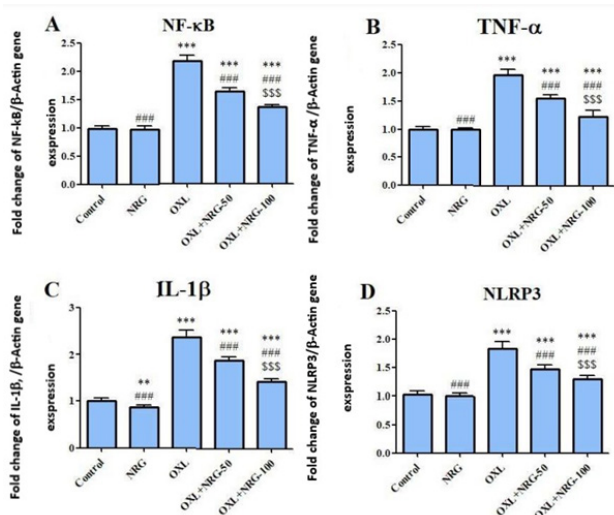 A
NF-κB
Fold change of NF-kB/β-Actin gene
exspression
2.5
2.0
1.5
1.0
0.5
0.0
###
***
***
###
***
###
$$$
Control
NRG
OXL
OXL+NRG-50
OXL+NRG-100
B
TNF-α
Fold change of TNF-α/β-Actin gene
exspression
2.5
2.0
1.5
1.0
0.5
0.0
###
***
***
###
***
###
$$$
Control
NRG
OXL
OXL+NRG-50
OXL+NRG-100
C
IL-1β
Fold change of IL-1β,/β-Actin gene
exspression
3
2
1
0
**
###
***
***
###
***
###
$$$
Control
NRG
OXL
OXL+NRG-50
OXL+NRG-100
D
NLRP3
Fold change of NLRP3/β-Actin gene
exspression
2.5
2.0
1.5
1.0
0.5
0.0
###
***
***
###
***
###
$$$
Control
NRG
OXL
OXL+NRG-50
OXL+NRG-100